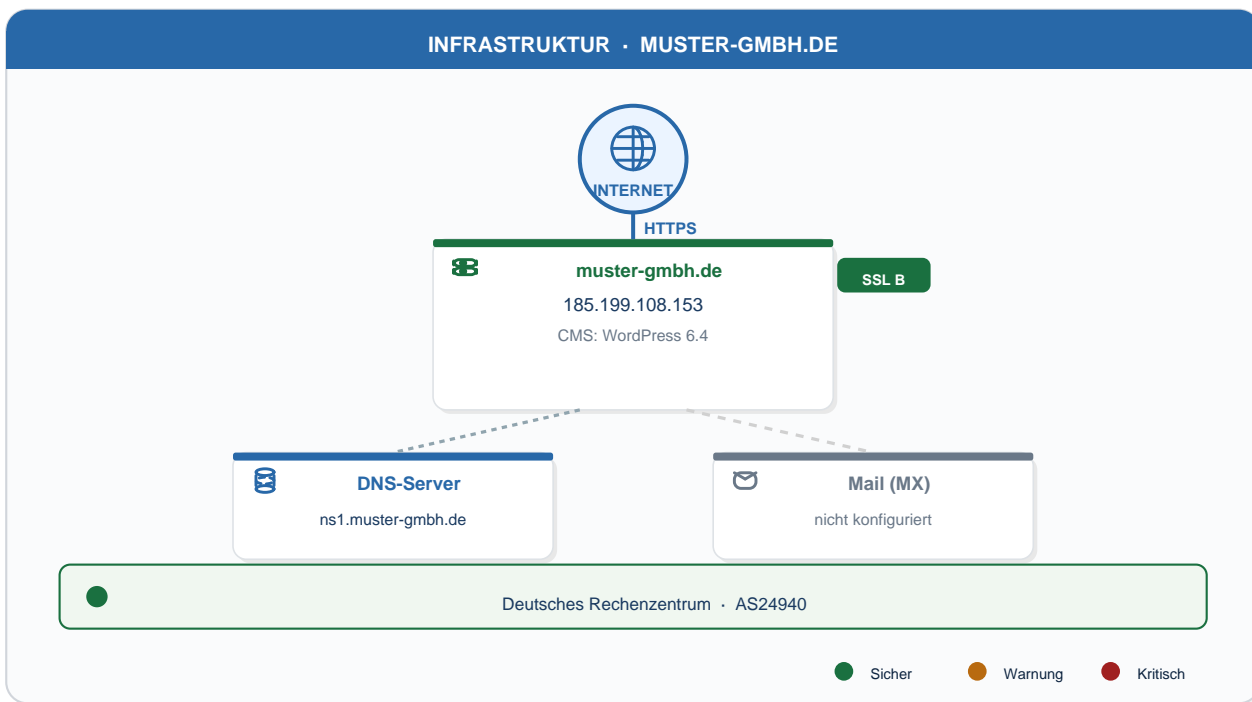 INFRASTRUKTUR · MUSTER-GMBH.DE
INTERNET
HTTPS
muster-gmbh.de
SSL B
185.199.108.153
CMS: WordPress 6.4
DNS-Server
ns1.muster-gmbh.de
Mail (MX)
nicht konfiguriert
Deutsches Rechenzentrum · AS24940
Sicher
Warnung
Kritisch